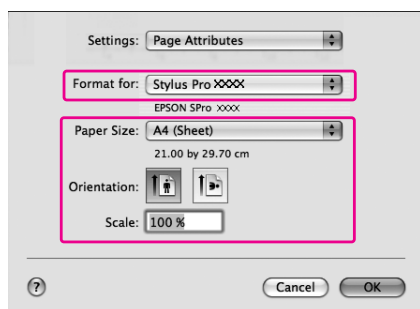 Settings: Page Attributes
Format for: Stylus Pro XXXX
EPSON SPro XXXX
Paper Size: A4 (Sheet)
21.00 by 29.70 cm
Orientation:
Scale: 100 %
? Cancel OK